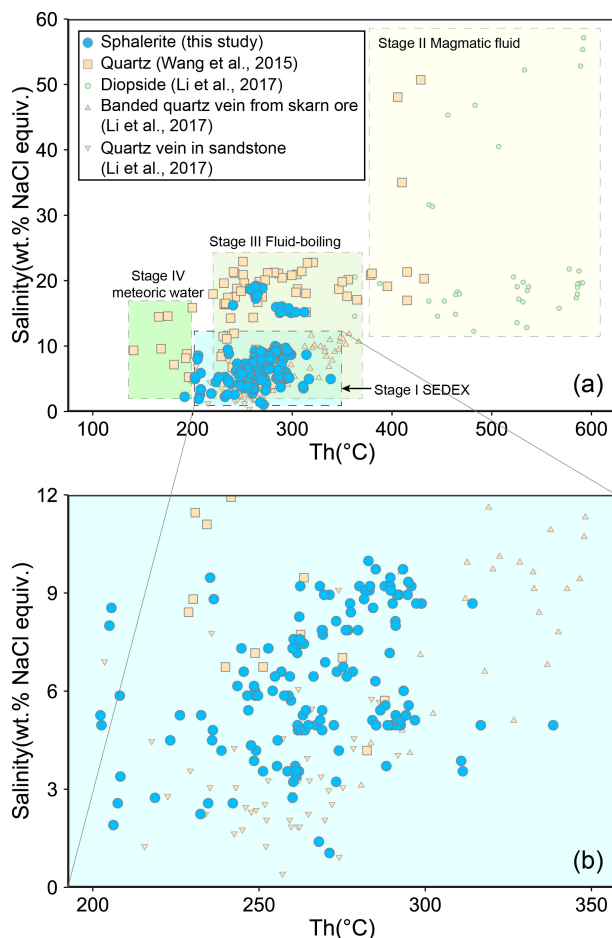 60
50
40
30
20
10
0
Salinity(wt.% NaCl equiv.)
Sphalerite (this study)
Quartz (Wang et al., 2015)
Diopside (Li et al., 2017)
Banded quartz vein from skarn ore
(Li et al., 2017)
Quartz vein in sandstone
(Li et al., 2017)
Stage II Magmatic fluid
Stage III Fluid-boiling
Stage IV
meteoric water
Stage I SEDEX
(a)
100 200 300 400 500 600
Th(°C)
12
9
6
3
0
Salinity(wt.% NaCl equiv.)
(b)
200 250 300 350
Th(°C)